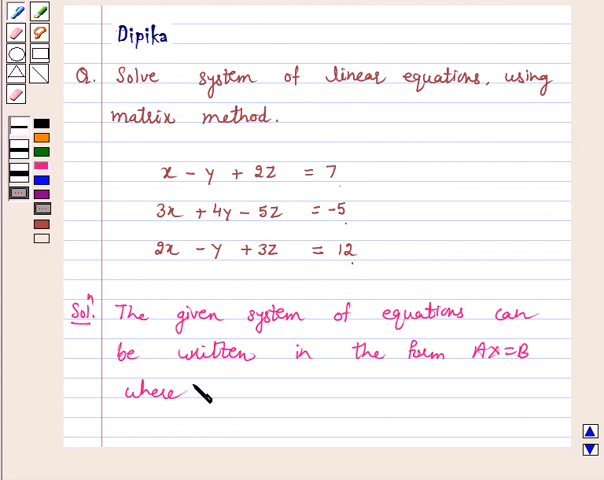 Dipika
Q. Solve system of linear equations, using
matrix method.
x - y + 2z = 7
3x + 4y - 5z = -5
2x - y + 3z = 12
Solⁿ. The given system of equations can
be written in the form AX=B
where